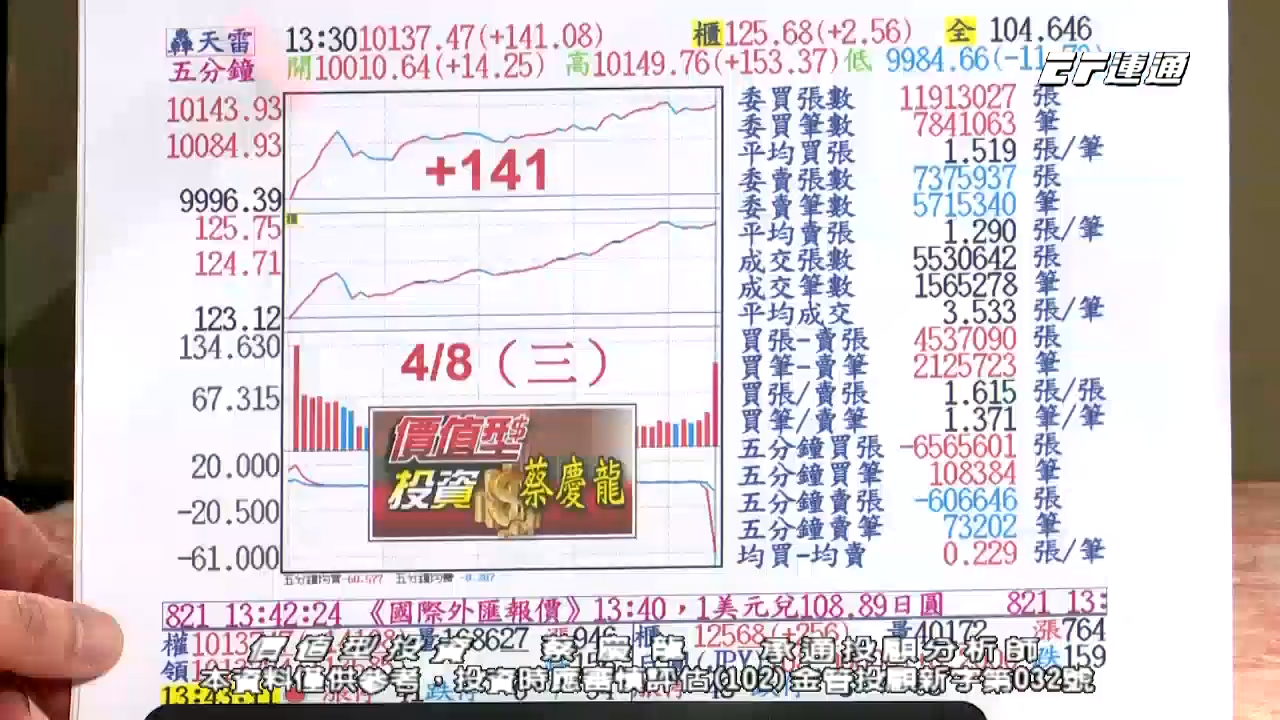 轟天雷 13:30 10137.47(+141.08) 櫃125.68(+2.56) 全 104.646
五分鐘 開10010.64(+14.25) 高10149.76(+153.37) 低 9984.66
運通
10143.93
10084.93
9996.39
125.75
124.71
123.12
134.630
67.315
20.000
-20.500
-61.000
+141
4/8（三）
價值型
投資 蔡慶龍
委買張數 11913027 張
委買筆數 7841063 筆
平均買張 1.519 張/筆
委賣張數 7375937 張
委賣筆數 5715340 筆
平均賣張 1.290 張/筆
成交張數 5530642 張
成交筆數 1565278 筆
平均成交 3.533 張/筆
買張-賣張 4537090 張
買筆-賣筆 2125723 筆
買張/賣張 1.615 張/張
買筆/賣筆 1.371 筆/筆
五分鐘買張 -6565601 張
五分鐘買筆 108384 筆
五分鐘賣張 -606646 張
五分鐘賣筆 73202 筆
均買-均賣 0.229 張/筆
821 13:42:24 《國際外匯報價》13:40，1美元兌108.89日圓 821 13:
12568(+256) 量40172 張764
價值型投資 蔡慶龍 承通投顧分析師
本資料僅供參考，投資時應審慎評估(102)金管投顧新字第032號